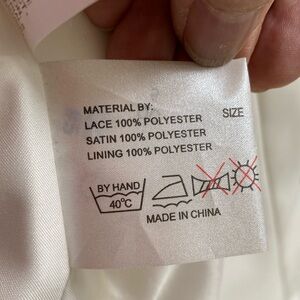 MATERIAL BY:
LACE 100% POLYESTER SIZE
SATIN 100% POLYESTER
LINING 100% POLYESTER
BY HAND
40°C
MADE IN CHINA